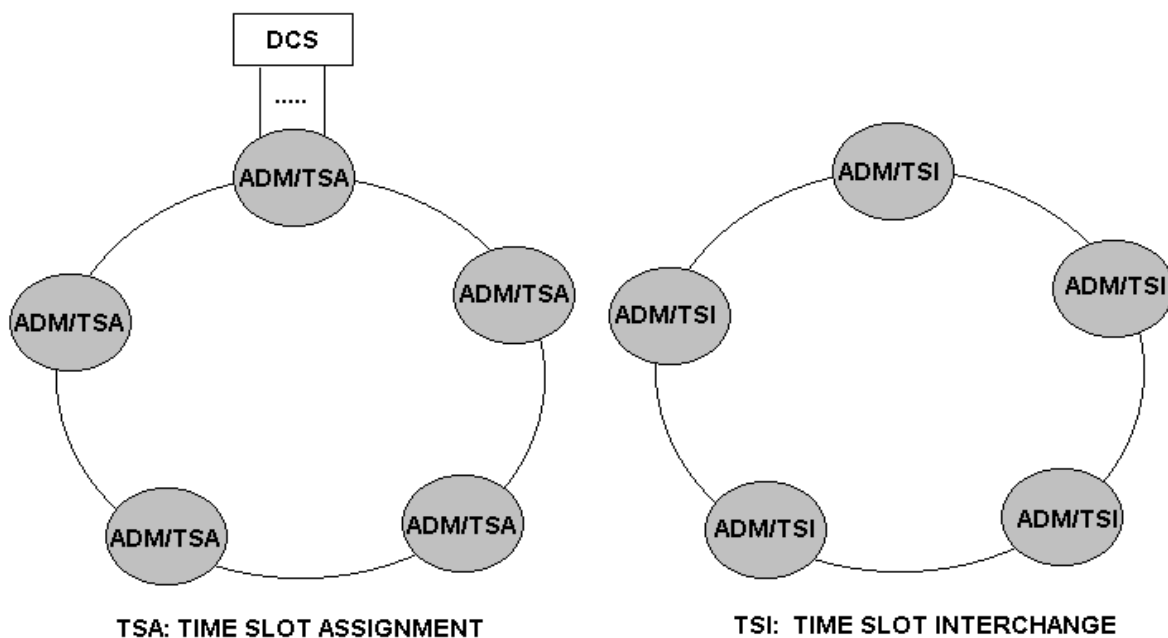 DCS
.....
ADM/TSA
ADM/TSA
ADM/TSA
ADM/TSA
ADM/TSA
TSA: TIME SLOT ASSIGNMENT
ADM/TSI
ADM/TSI
ADM/TSI
ADM/TSI
ADM/TSI
TSI: TIME SLOT INTERCHANGE